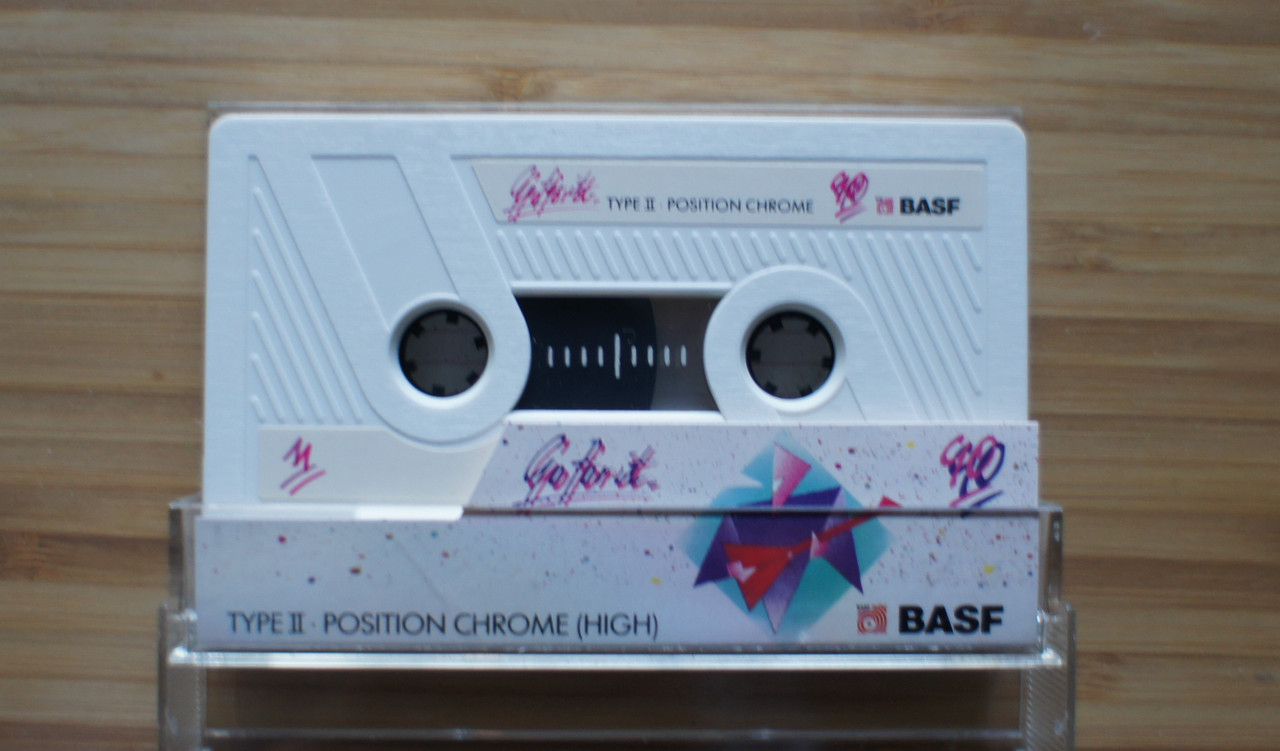 Go for it.
TYPE II · POSITION CHROME
90
BASF
Go for it.
90
TYPE II · POSITION CHROME (HIGH)
BASF